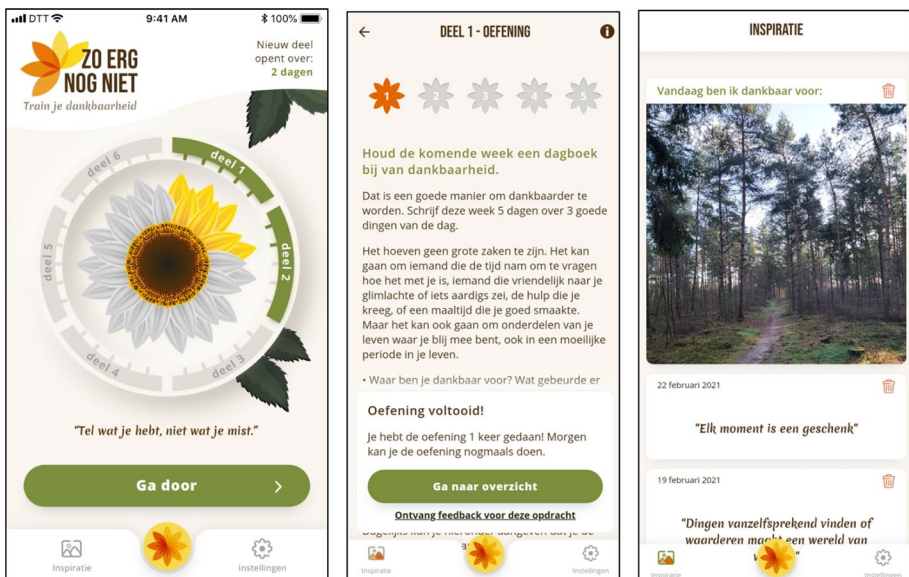 DTT
9:41 AM
100%
ZO ERG
NOG NIET
Train je dankbaarheid
Nieuw deel
opent over:
2 dagen
deel 1
deel 2
deel 3
deel 4
deel 5
deel 6
"Tel wat je hebt, niet wat je mist."
Ga door
Inspiratie
Instellingen
DEEL 1 - OEFENING
1
2
3
4
5
Houd de komende week een dagboek
bij van dankbaarheid.
Dat is een goede manier om dankbaarder te
worden. Schrijf deze week 5 dagen over 3 goede
dingen van de dag.
Het hoeven geen grote zaken te zijn. Het kan
gaan om iemand die de tijd nam om te vragen
hoe het met je is, iemand die vriendelijk naar je
glimlachte of iets aardigs zei, de hulp die je
kreeg, of een maaltijd die je goed smaakte.
Maar het kan ook gaan om onderdelen van je
leven waar je blij mee bent, ook in een moeilijke
periode in je leven.
• Waar ben je dankbaar voor? Wat gebeurde er
Oefening voltooid!
Je hebt de oefening 1 keer gedaan! Morgen
kan je de oefening nogmaals doen.
Ga naar overzicht
Ontvang feedback voor deze opdracht
Inspiratie
Instellingen
INSPIRATIE
Vandaag ben ik dankbaar voor:
22 februari 2021
"Elk moment is een geschenk"
19 februari 2021
"Dingen vanzelfsprekend vinden of
waarderen maakt een wereld van
Inspiratie
Instellingen